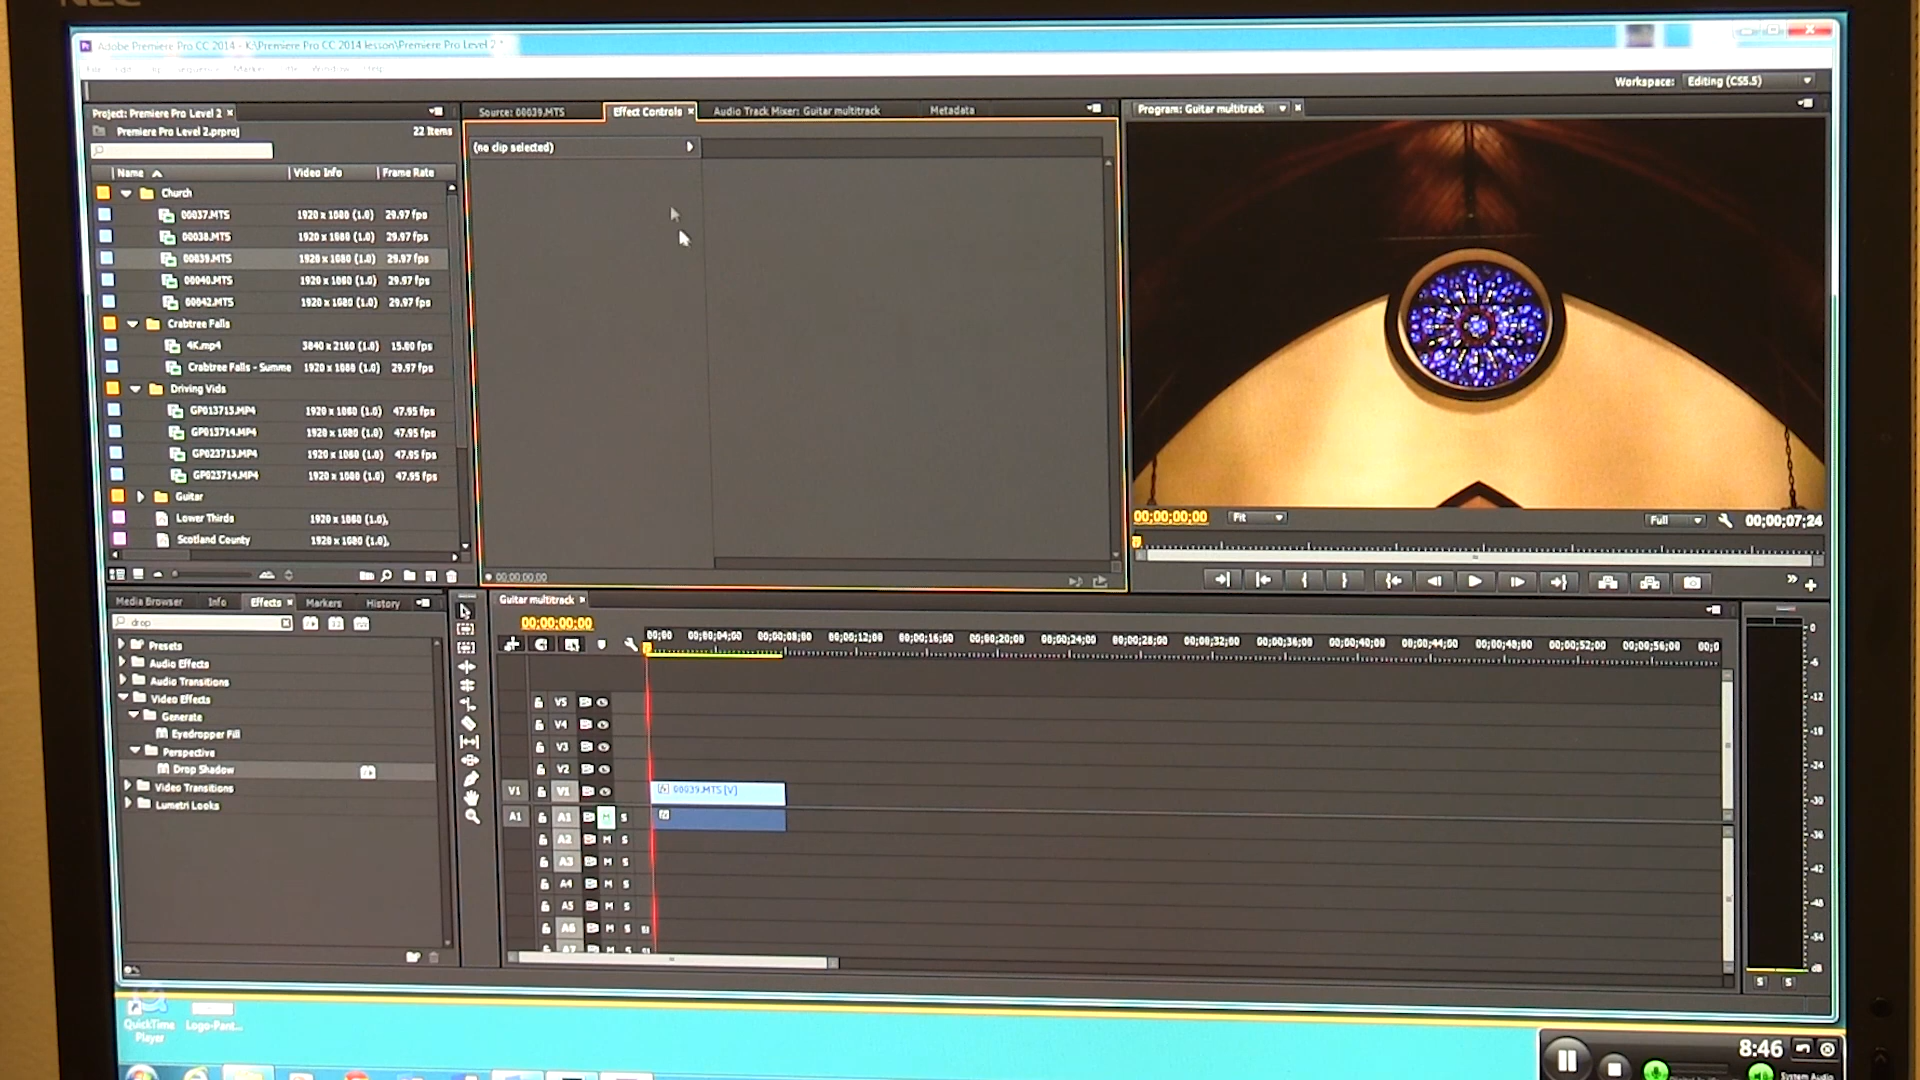 NEC
Adobe Premiere Pro CC 2014 - K:\Premiere Pro CC 2014 lesson\Premiere Pro Level 2 *
Window Help
Workspace: Editing (CS5.5)
Project: Premiere Pro Level 2
Premiere Pro Level 2.prproj
22 Items
Name Video Info Frame Rate
Church
00037.MTS 1920 x 1080 (1.0) 29.97 fps
00038.MTS 1920 x 1080 (1.0) 29.97 fps
00039.MTS 1920 x 1080 (1.0) 29.97 fps
00040.MTS 1920 x 1080 (1.0) 29.97 fps
00042.MTS 1920 x 1080 (1.0) 29.97 fps
Crabtree Falls
4K.mp4 3840 x 2160 (1.0) 15.00 fps
Crabtree Falls - Summe 1920 x 1080 (1.0) 29.97 fps
Driving Vids
GP013713.MP4 1920 x 1080 (1.0) 47.95 fps
GP013714.MP4 1920 x 1080 (1.0) 47.95 fps
GP023713.MP4 1920 x 1080 (1.0) 47.95 fps
GP023714.MP4 1920 x 1080 (1.0) 47.95 fps
Guitar
Lower Thirds 1920 x 1080 (1.0),
Scotland County 1920 x 1080 (1.0),
Source: 00039.MTS Effect Controls Audio Track Mixer: Guitar multitrack Metadata
(no clip selected)
00:00:00:00
Program: Guitar multitrack
00;00;00;00 Fit Full 00;00;07;24
Media Browser Info Effects Markers History
drop
Presets
Audio Effects
Audio Transitions
Video Effects
Generate
Eyedropper Fill
Perspective
Drop Shadow
Video Transitions
Lumetri Looks
Guitar multitrack
00;00;00;00
00;00 00;00;04;00 00;00;08;00 00;00;12;00 00;00;16;00 00;00;20;00 00;00;24;00 00;00;28;00 00;00;32;00 00;00;36;00 00;00;40;00 00;00;44;00 00;00;48;00 00;00;52;00 00;00;56;00 00;0
V5
V4
V3
V2
V1 V1 00039.MTS [V]
A1 A1 M S
A2 M S
A3 M S
A4 M S
A5 M S
A6 M S
A7 M S
0
-6
-12
-18
-24
-30
-36
-42
-48
-54
dB
S S
QuickTime
Player
Logo-Pant...
8:46
System Audio